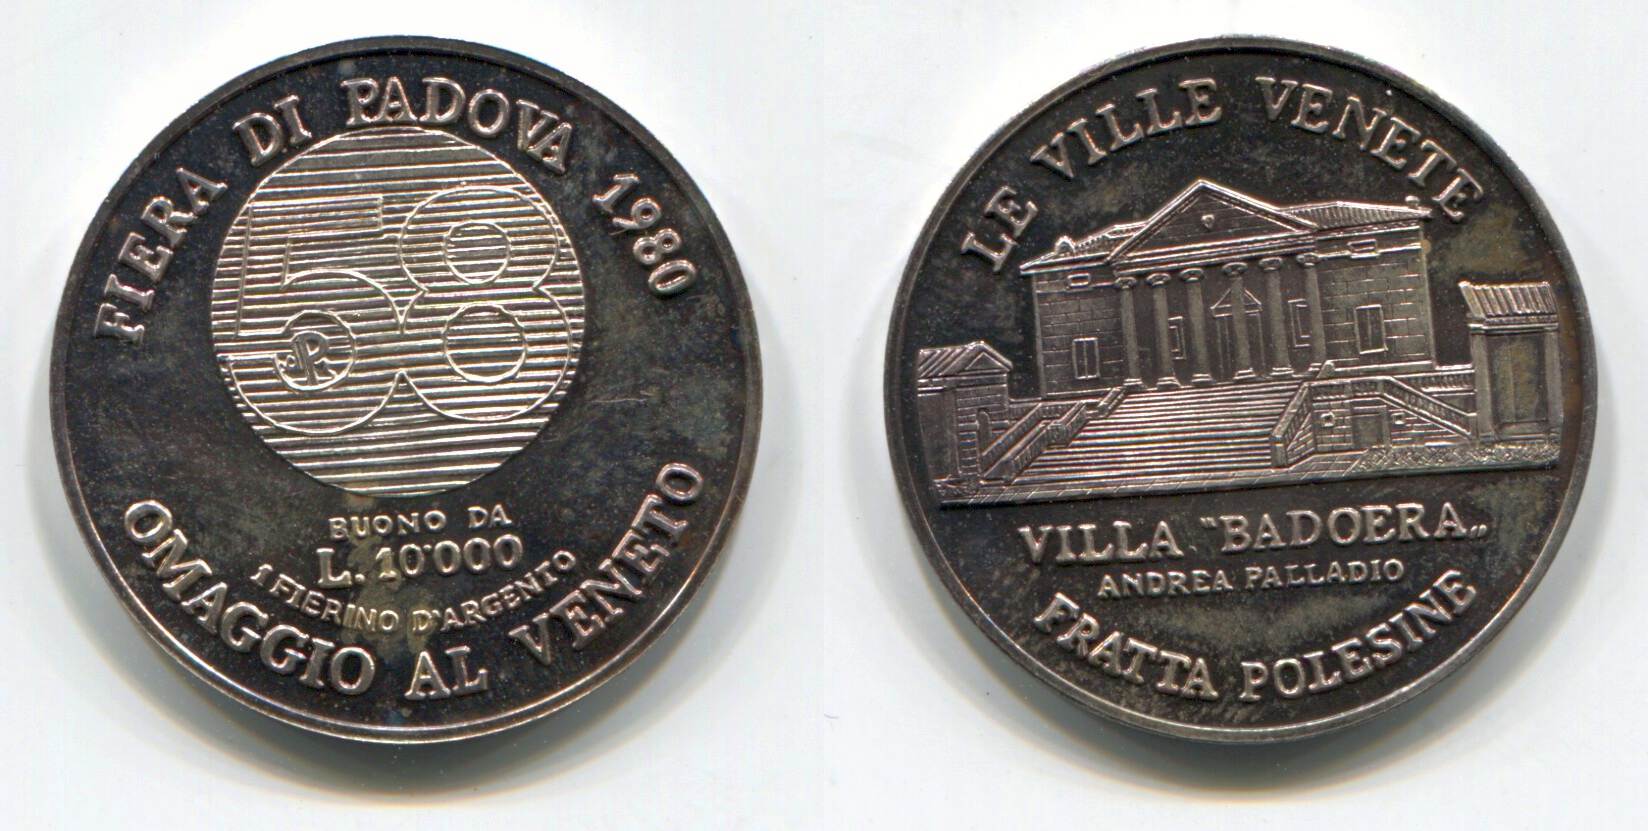 FIERA DI PADOVA 1980
58
BUONO DA
L. 10'000
1 FIERINO D'ARGENTO
OMAGGIO AL VENETO
LE VILLE VENETE
VILLA "BADOERA„
ANDREA PALLADIO
FRATTA POLESINE